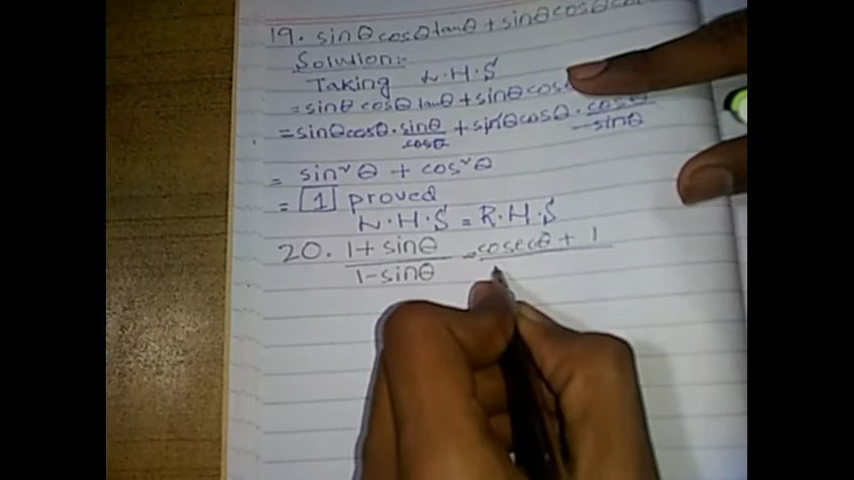 19. sinθ cosθ tanθ + sinθ cosθ
Solution:-
Taking L.H.S
= sinθ cosθ tanθ + sinθ cosθ
= sinθ cosθ · sinθ/cosθ + sinθ cosθ · cosθ/sinθ
= sin²θ + cos²θ
= 1 proved
L.H.S = R.H.S
20. 1 + sinθ/1 - sinθ = cosecθ + 1